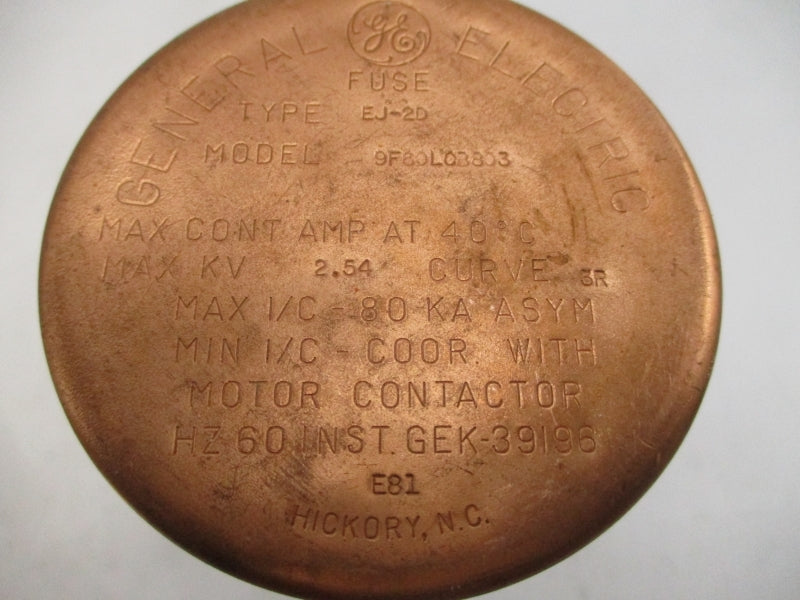 GENERAL GE ELECTRIC
FUSE
TYPE EJ-2D
MODEL 9F60LCB803
MAX CONT AMP AT 40°C
MAX KV 2.54 CURVE 3R
MAX I/C - 80 KA ASYM
MIN I/C - COOR WITH
MOTOR CONTACTOR
HZ 60 INST. GEK-39196
E81
HICKORY, N.C.